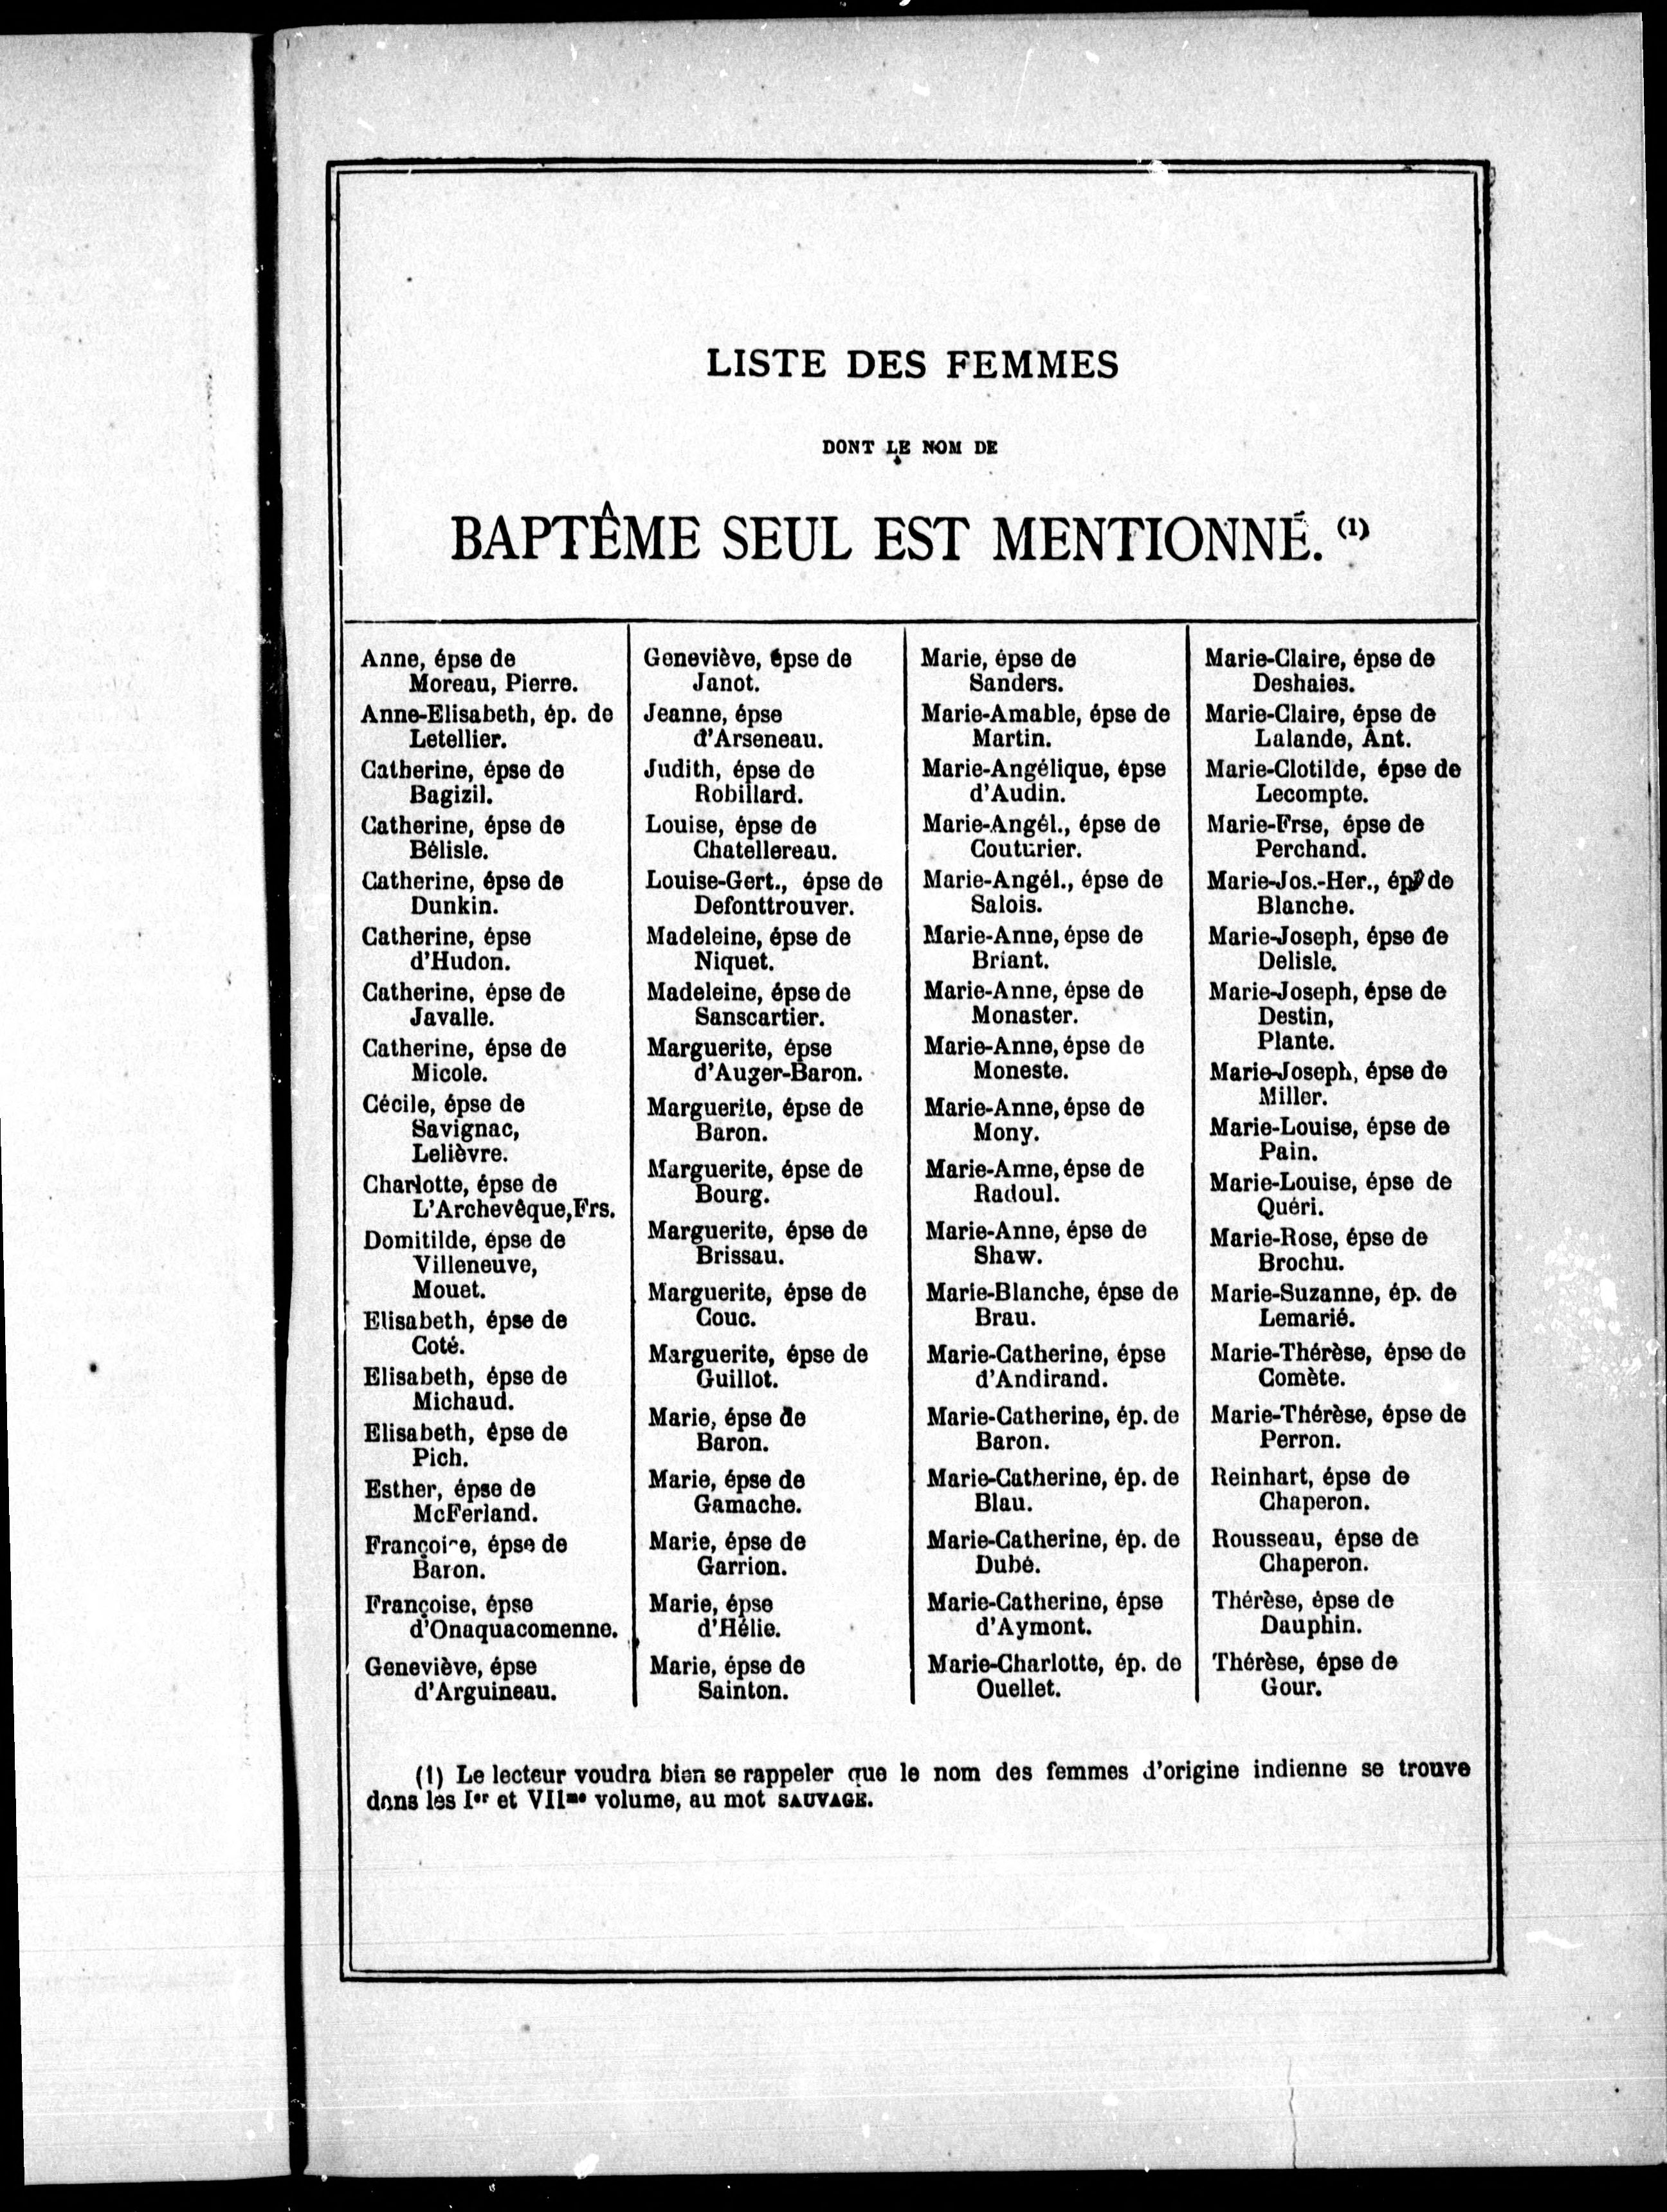 LISTE DES FEMMES
DONT LE NOM DE
BAPTÊME SEUL EST MENTIONNÉ. (1)
Anne, épse de
Moreau, Pierre.
Anne-Elisabeth, ép. de
Letellier.
Catherine, épse de
Bagizil.
Catherine, épse de
Bélisle.
Catherine, épse de
Dunkin.
Catherine, épse
d'Hudon.
Catherine, épse de
Javalle.
Catherine, épse de
Micole.
Cécile, épse de
Savignac,
Lelièvre.
Charlotte, épse de
L'Archevêque, Frs.
Domitilde, épse de
Villeneuve,
Mouet.
Elisabeth, épse de
Coté.
Elisabeth, épse de
Michaud.
Elisabeth, épse de
Pich.
Esther, épse de
McFerland.
Françoise, épse de
Baron.
Françoise, épse
d'Onaquacomenne.
Geneviève, épse
d'Arguineau.
Geneviève, épse de
Janot.
Jeanne, épse
d'Arseneau.
Judith, épse de
Robillard.
Louise, épse de
Chatellereau.
Louise-Gert., épse de
Defonttrouver.
Madeleine, épse de
Niquet.
Madeleine, épse de
Sanscartier.
Marguerite, épse
d'Auger-Baron.
Marguerite, épse de
Baron.
Marguerite, épse de
Bourg.
Marguerite, épse de
Brissau.
Marguerite, épse de
Couc.
Marguerite, épse de
Guillot.
Marie, épse de
Baron.
Marie, épse de
Gamache.
Marie, épse de
Garrion.
Marie, épse
d'Hélie.
Marie, épse de
Sainton.
Marie, épse de
Sanders.
Marie-Amable, épse de
Martin.
Marie-Angélique, épse
d'Audin.
Marie-Angél., épse de
Couturier.
Marie-Angél., épse de
Salois.
Marie-Anne, épse de
Briant.
Marie-Anne, épse de
Monaster.
Marie-Anne, épse de
Moneste.
Marie-Anne, épse de
Mony.
Marie-Anne, épse de
Radoul.
Marie-Anne, épse de
Shaw.
Marie-Blanche, épse de
Brau.
Marie-Catherine, épse
d'Andirand.
Marie-Catherine, ép. de
Baron.
Marie-Catherine, ép. de
Blau.
Marie-Catherine, ép. de
Dubé.
Marie-Catherine, épse
d'Aymont.
Marie-Charlotte, ép. de
Ouellet.
Marie-Claire, épse de
Deshaies.
Marie-Claire, épse de
Lalande, Ant.
Marie-Clotilde, épse de
Lecompte.
Marie-Frse, épse de
Perchand.
Marie-Jos.-Her., ép. de
Blanche.
Marie-Joseph, épse de
Delisle.
Marie-Joseph, épse de
Destin,
Plante.
Marie-Joseph, épse de
Miller.
Marie-Louise, épse de
Pain.
Marie-Louise, épse de
Quéri.
Marie-Rose, épse de
Brochu.
Marie-Suzanne, ép. de
Lemarié.
Marie-Thérèse, épse de
Comète.
Marie-Thérèse, épse de
Perron.
Reinhart, épse de
Chaperon.
Rousseau, épse de
Chaperon.
Thérèse, épse de
Dauphin.
Thérèse, épse de
Gour.
(1) Le lecteur voudra bien se rappeler que le nom des femmes d'origine indienne se trouve
dans les Ier et VIIme volume, au mot SAUVAGE.